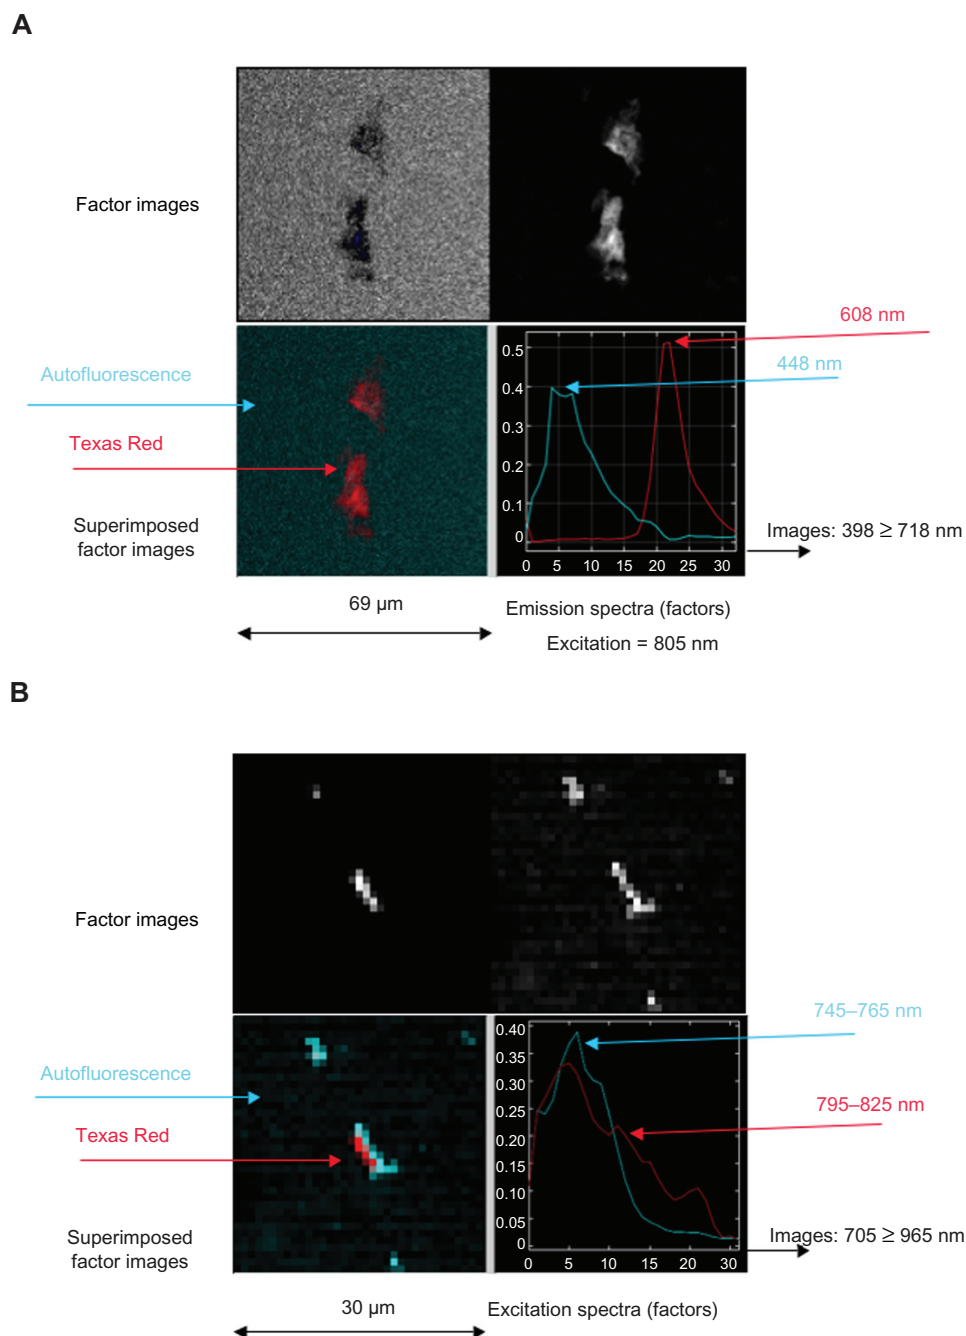 A
Factor images
608 nm
448 nm
Autofluorescence
Texas Red
Superimposed
factor images
0.5
0.4
0.3
0.2
0.1
0
0 5 10 15 20 25 30
Images: 398 ≥ 718 nm
69 µm
Emission spectra (factors)
Excitation = 805 nm
B
Factor images
745–765 nm
795–825 nm
Autofluorescence
Texas Red
Superimposed
factor images
0.40
0.35
0.30
0.25
0.20
0.15
0.10
0.05
0
0 5 10 15 20 25 30
Images: 705 ≥ 965 nm
30 µm
Excitation spectra (factors)